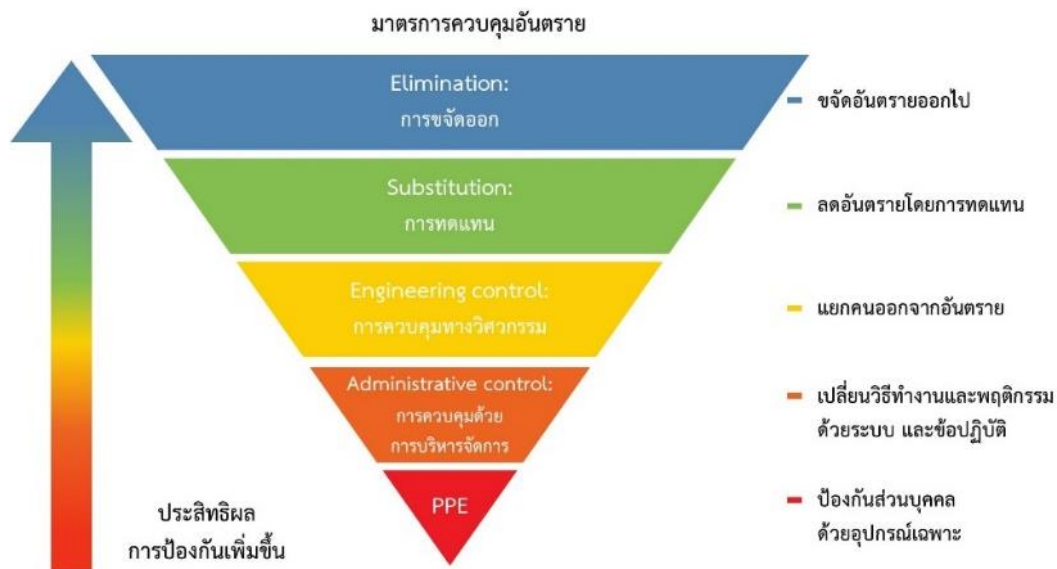 มาตรการควบคุมอันตราย
Elimination:
การขจัดออก
ขจัดอันตรายออกไป
Substitution:
การทดแทน
ลดอันตรายโดยการทดแทน
Engineering control:
การควบคุมทางวิศวกรรม
แยกคนออกจากอันตราย
Administrative control:
การควบคุมด้วย
การบริหารจัดการ
เปลี่ยนวิธีทำงานและพฤติกรรม
ด้วยระบบ และข้อปฏิบัติ
PPE
ป้องกันส่วนบุคคล
ด้วยอุปกรณ์เฉพาะ
ประสิทธิผล
การป้องกันเพิ่มขึ้น